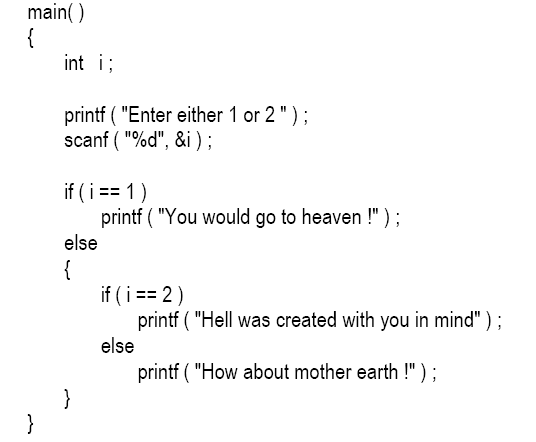 main( )
{
int i ;
printf ( "Enter either 1 or 2 " ) ;
scanf ( "%d", &i ) ;
if ( i == 1 )
printf ( "You would go to heaven !" ) ;
else
{
if ( i == 2 )
printf ( "Hell was created with you in mind" ) ;
else
printf ( "How about mother earth !" ) ;
}
}